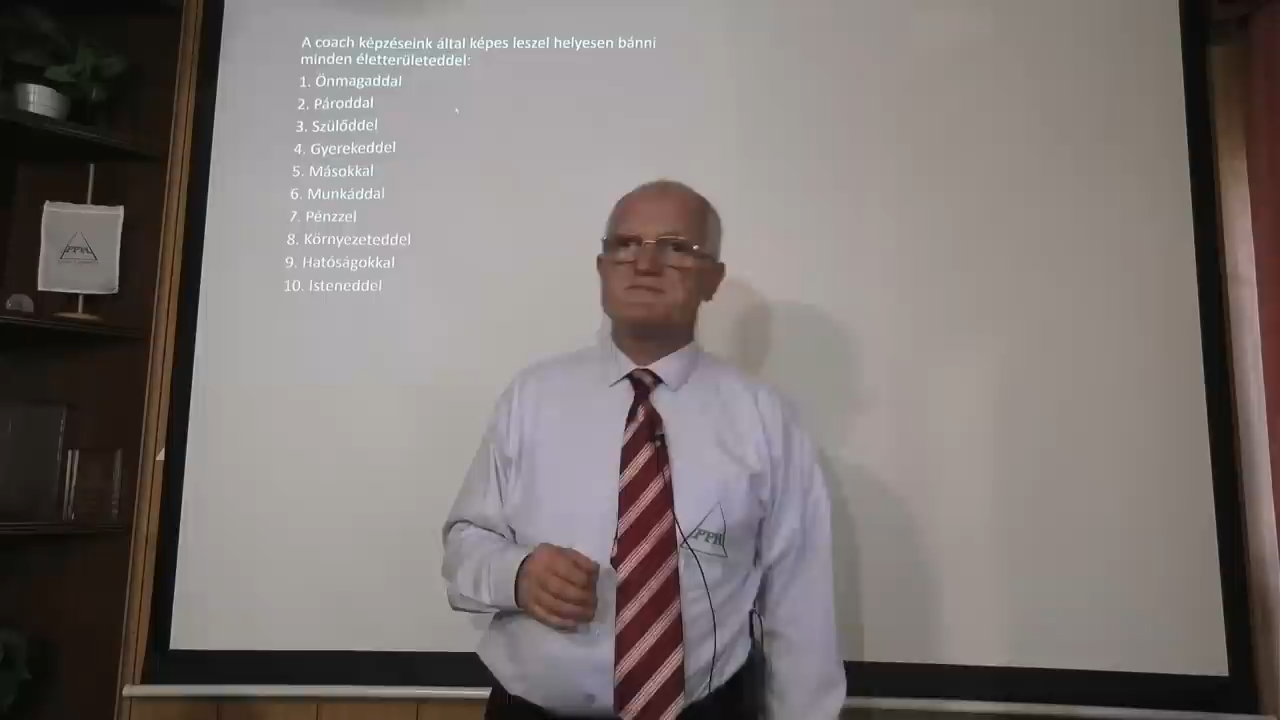 A coach képzéseink által képes leszel helyesen bánni
minden életterületeddel:
1. Önmagaddal
2. Pároddal
3. Szülőddel
4. Gyerekeddel
5. Másokkal
6. Munkáddal
7. Pénzzel
8. Környezeteddel
9. Hatóságokkal
10. Isteneddel